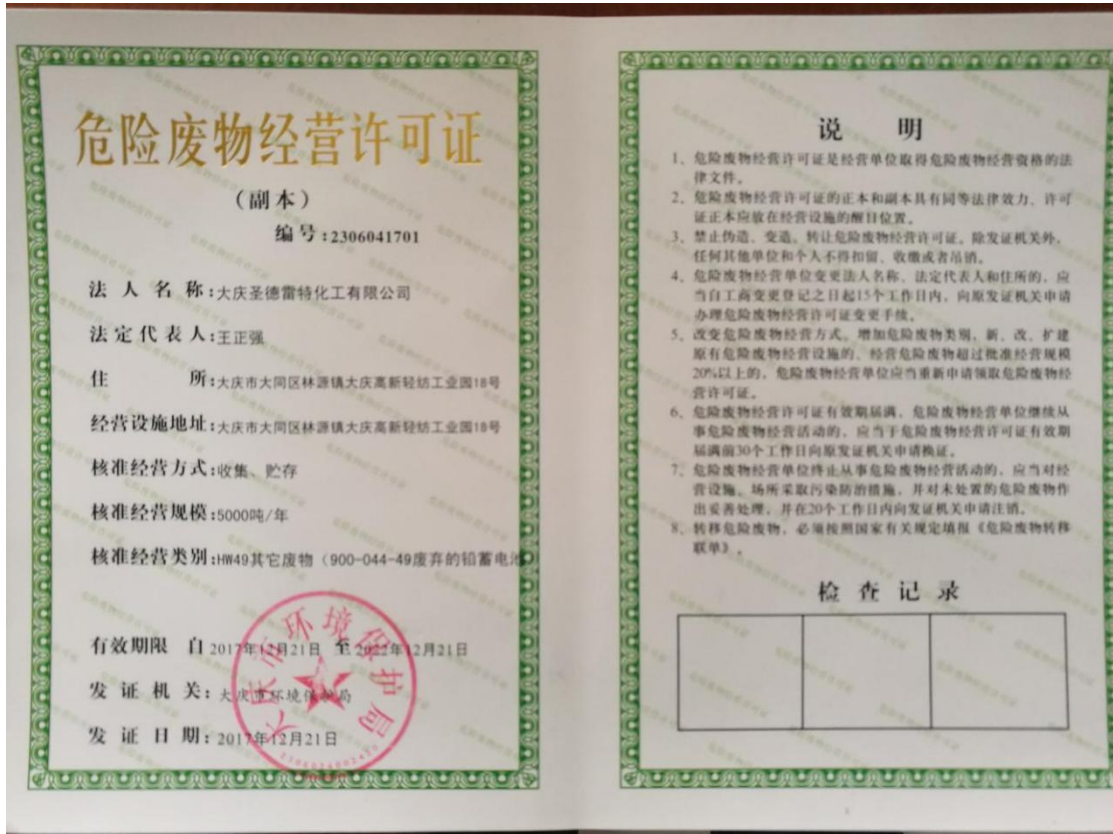 危险废物经营许可证
(副本)
编号:2306041701
法人名称:大庆圣德雷特化工有限公司
法定代表人:王正强
住所:大庆市大同区林源镇大庆高新轻纺工业园18号
经营设施地址:大庆市大同区林源镇大庆高新轻纺工业园18号
核准经营方式:收集、贮存
核准经营规模:5000吨/年
核准经营类别:HW49其它废物(900-044-49废弃的铅蓄电池
有效期限 自2017年12月21日 至2022年12月21日
发证机关:大庆市环境保护局
发证日期:2017年12月21日
大庆市环境保护局
说明
1、危险废物经营许可证是经营单位取得危险废物经营资格的法
律文件。
2、危险废物经营许可证的正本和副本具有同等法律效力、许可
证正本应放在经营设施的醒目位置。
3、禁止伪造、变造、转让危险废物经营许可证。除发证机关外,
任何其他单位和个人不得扣留、收缴或者吊销。
4、危险废物经营单位变更法人名称、法定代表人和住所的,应
当自工商变更登记之日起15个工作日内,向原发证机关申请
办理危险废物经营许可证变更手续。
5、改变危险废物经营方式、增加危险废物类别,新、改、扩建
原有经营设施的、经营危险废物超过批准经营规模
20%以上的,危险废物经营单位应当重新申请领取危险废物经
营许可证。
6、危险废物经营许可证有效期届满,危险废物经营单位继续从
事危险废物经营活动的,应当于危险废物经营许可证有效期
届满前30个工作日向原发证机关申请换证。
7、危险废物经营单位终止从事危险废物经营活动的,应当对经
营设施、场所采取污染防治措施,并对未处置的危险废物作
出妥善处理,并在20个工作日内向发证机关申请注销。
8、转移危险废物,必须按照国家有关规定填报《危险废物转移
联单》。
检查记录